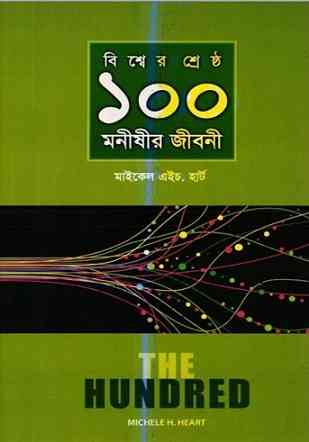 বিশ্বের শ্রেষ্ঠ
১০০
মনীষীর জীবনী
মাইকেল এইচ. হার্ট
THE
HUNDRED
MICHELE H. HEART